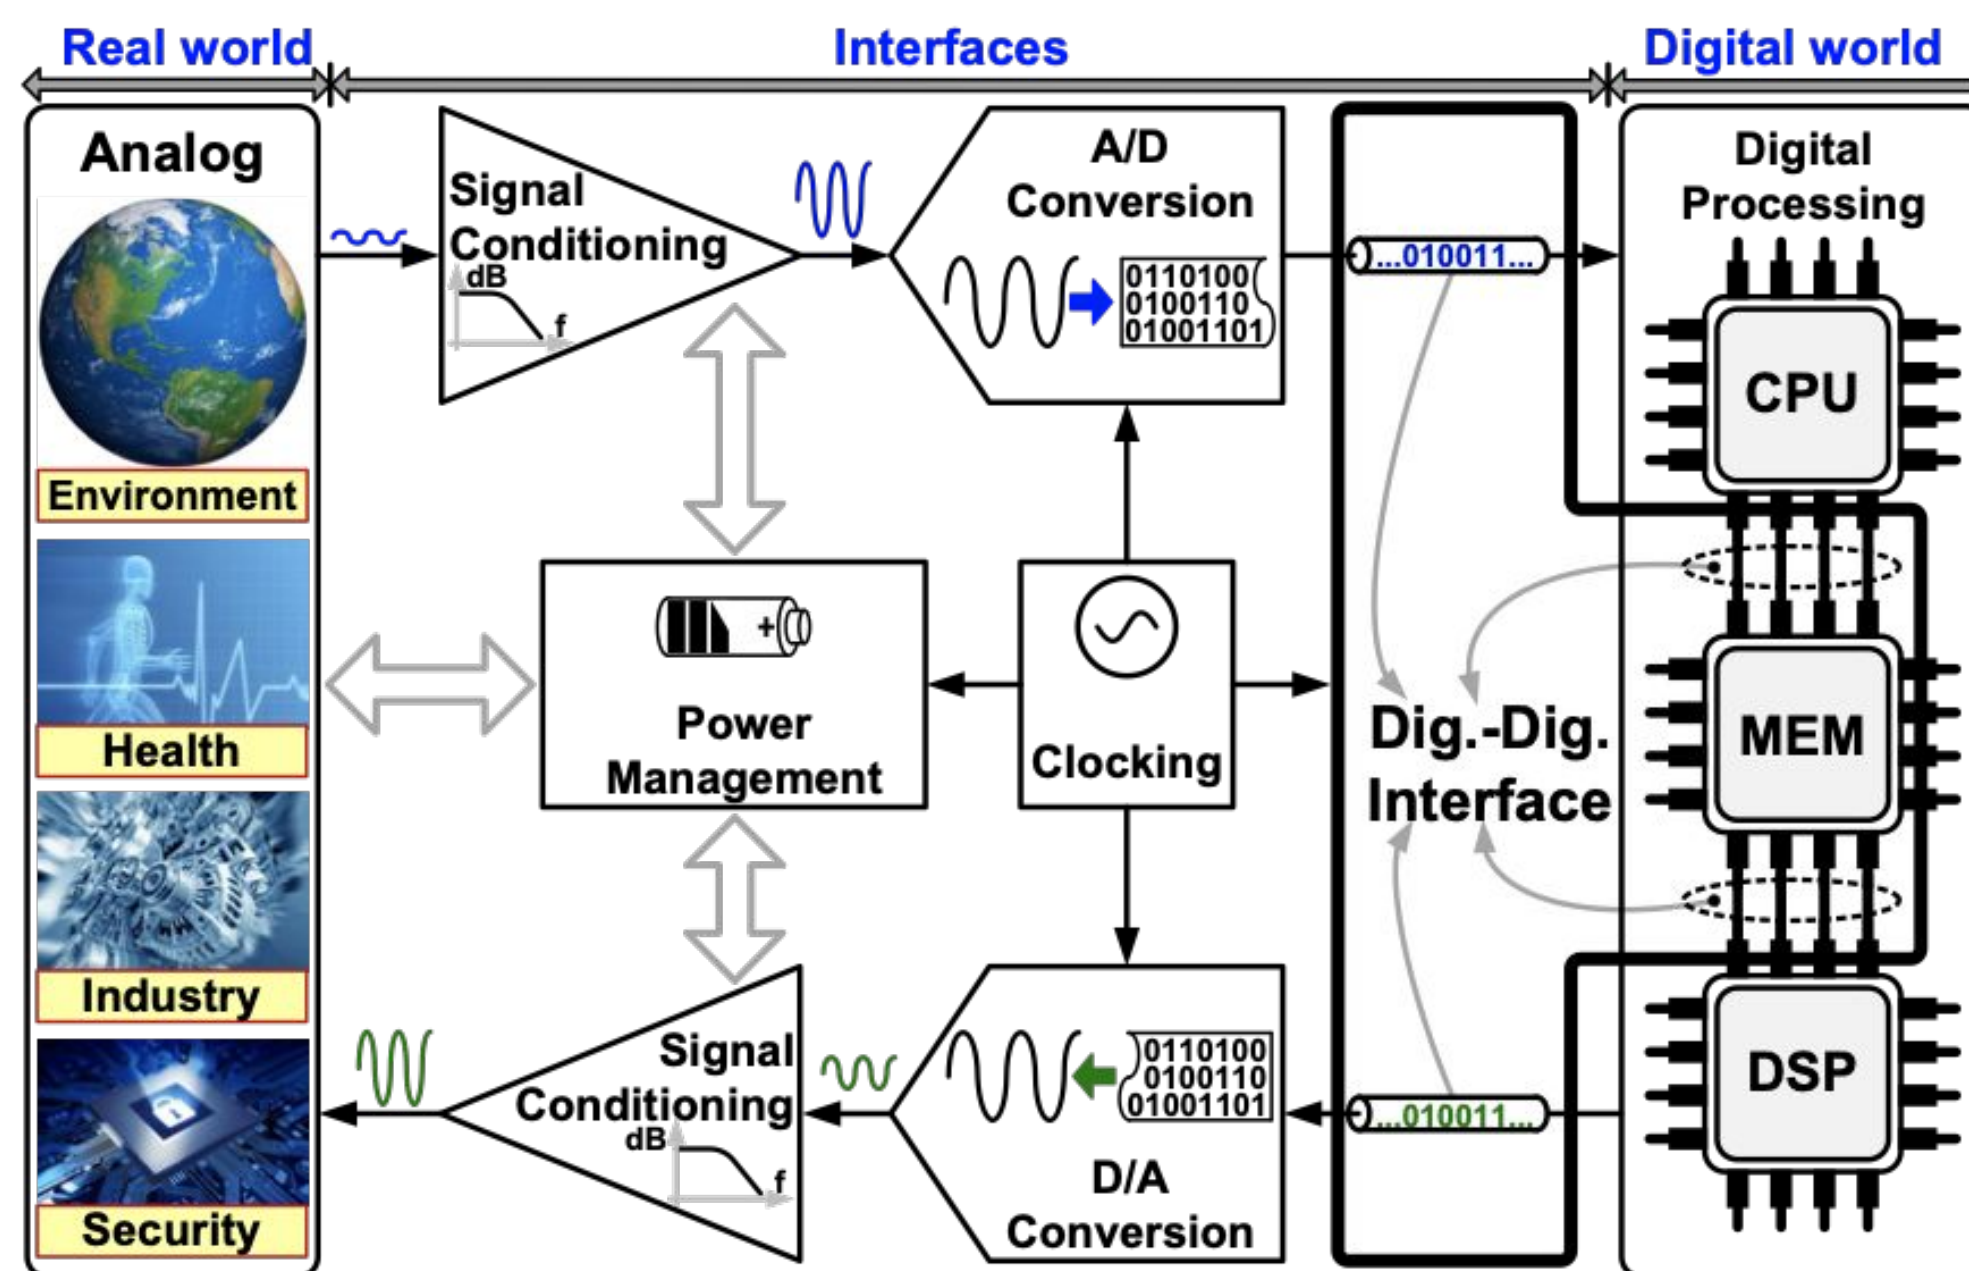 Real world
Interfaces
Digital world
Analog
Environment
Health
Industry
Security
Signal
Conditioning
dB
f
A/D
Conversion
0110100
0100110
01001101
...010011...
Digital
Processing
CPU
MEM
DSP
+
Power
Management
Clocking
Dig.-Dig.
Interface
Signal
Conditioning
dB
f
0110100
0100110
01001101
D/A
Conversion
...010011...